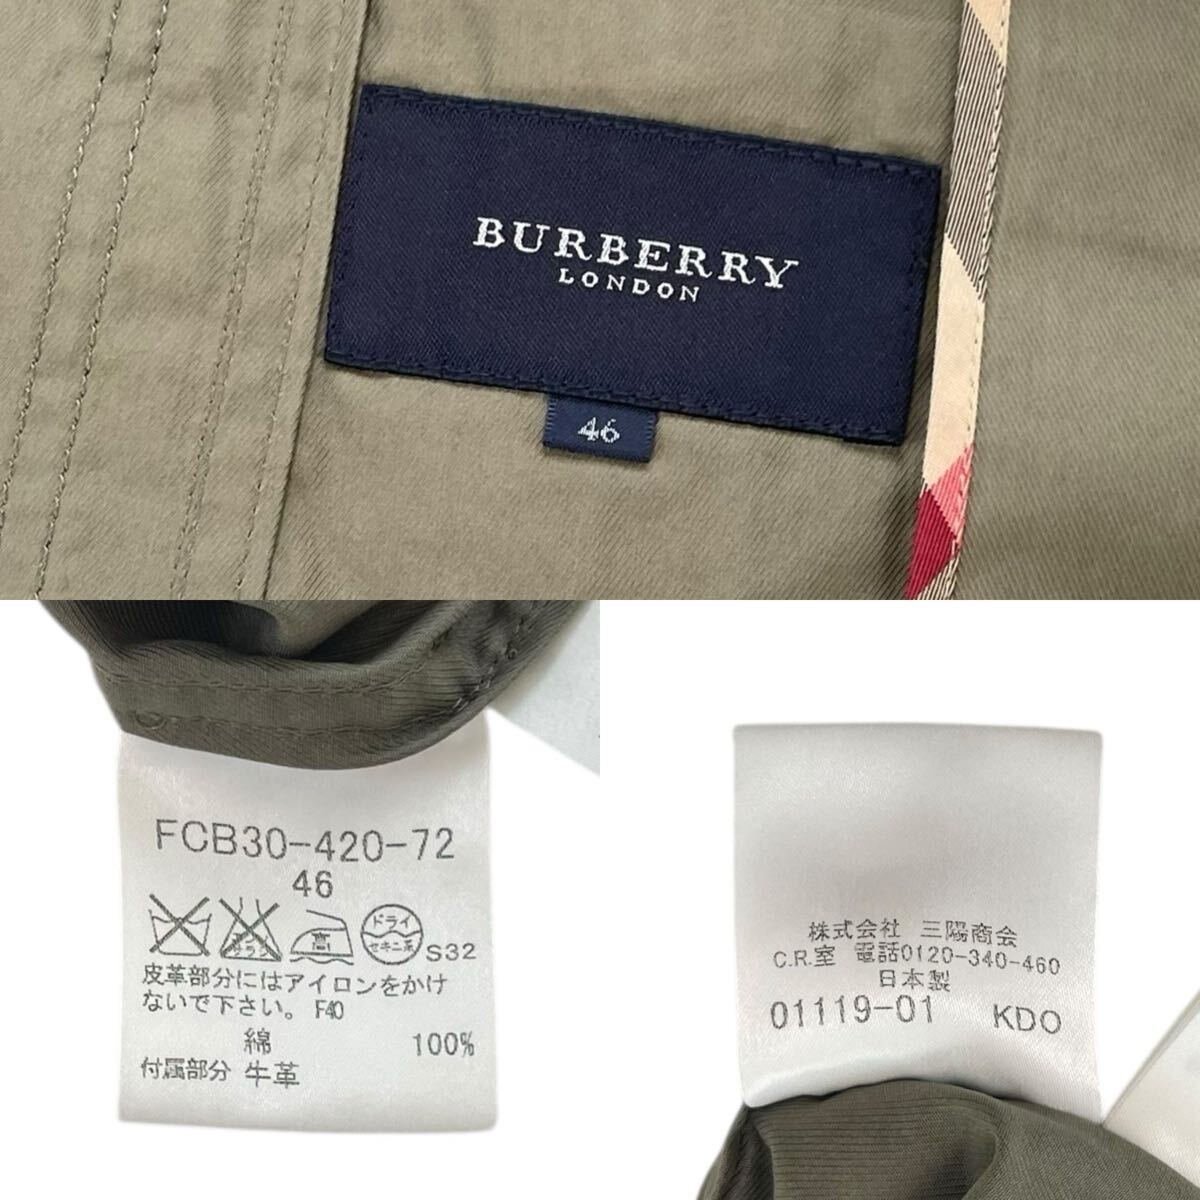 BURBERRY
LONDON
46
FCB30-420-72
46
高
ドライ
セキユ系
S32
皮革部分にはアイロンをかけ
ないで下さい。 F40
綿 100%
付属部分 牛革
株式会社 三陽商会
C.R.室 電話0120-340-460
日本製
01119-01 KDO